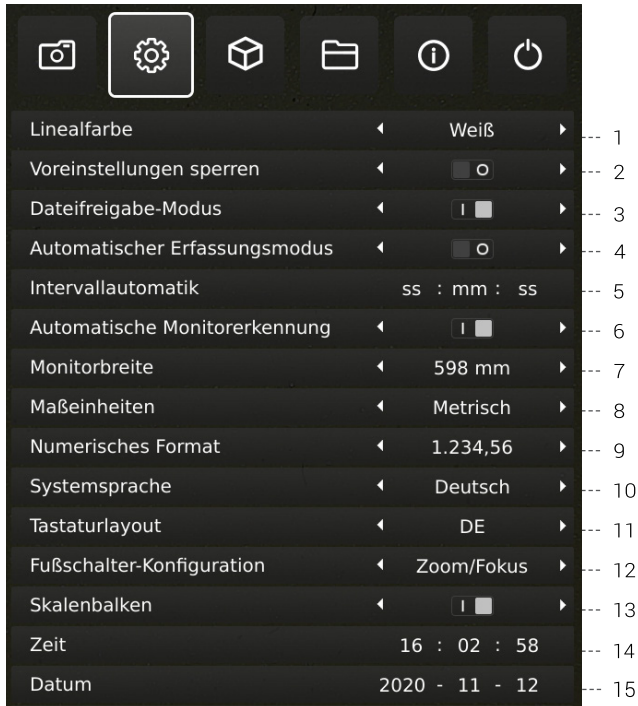 Linealfarbe Weiß --- 1
Voreinstellungen sperren O --- 2
Dateifreigabe-Modus I --- 3
Automatischer Erfassungsmodus O --- 4
Intervallautomatik ss : mm : ss --- 5
Automatische Monitorerkennung I --- 6
Monitorbreite 598 mm --- 7
Maßeinheiten Metrisch --- 8
Numerisches Format 1.234,56 --- 9
Systemsprache Deutsch --- 10
Tastaturlayout DE --- 11
Fußschalter-Konfiguration Zoom/Fokus --- 12
Skalenbalken I --- 13
Zeit 16 : 02 : 58 --- 14
Datum 2020 - 11 - 12 --- 15